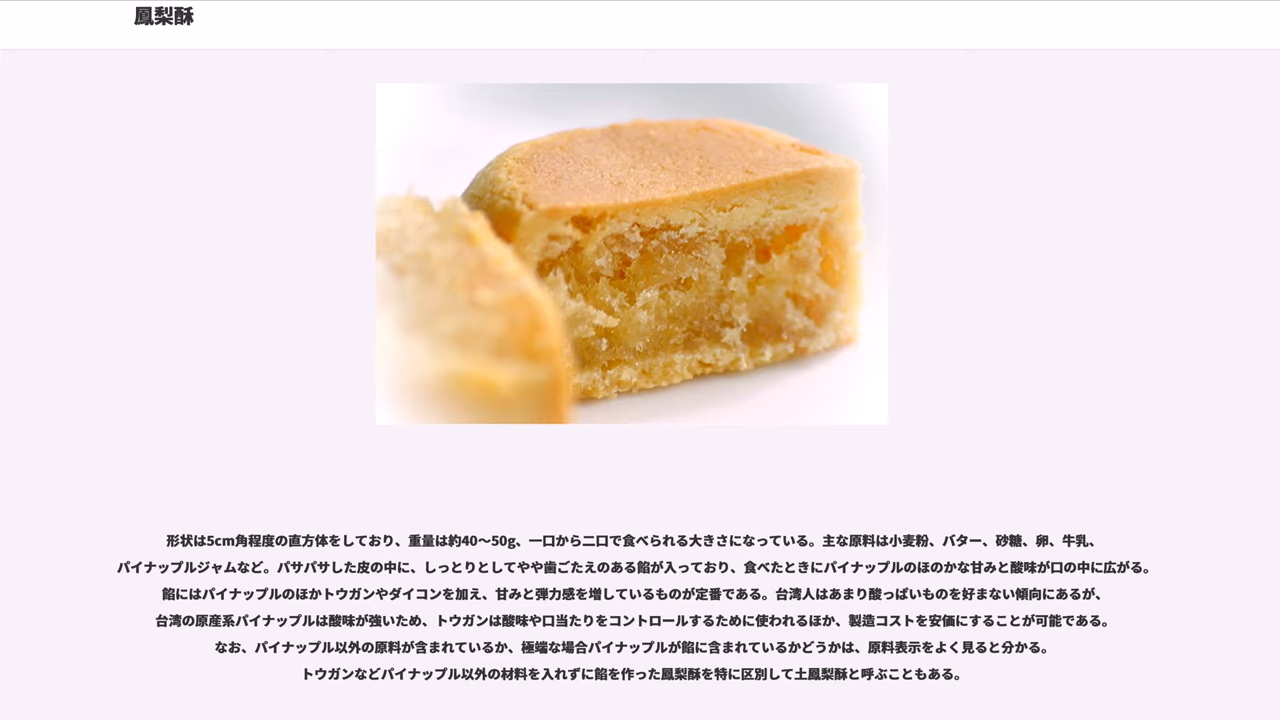 鳳梨酥
形状は5cm角程度の直方体をしており、重量は約40〜50g、一口から二口で食べられる大きさになっている。主な原料は小麦粉、バター、砂糖、卵、牛乳、
パイナップルジャムなど。パサパサした皮の中に、しっとりとしてやや歯ごたえのある餡が入っており、食べたときにパイナップルのほのかな甘みと酸味が口の中に広がる。
餡にはパイナップルのほかトウガンやダイコンを加え、甘みと弾力感を増しているものが定番である。台湾人はあまり酸っぱいものを好まない傾向にあるが、
台湾の原産系パイナップルは酸味が強いため、トウガンは酸味や口当たりをコントロールするために使われるほか、製造コストを安価にすることが可能である。
なお、パイナップル以外の原料が含まれているか、極端な場合パイナップルが餡に含まれているかどうかは、原料表示をよく見ると分かる。
トウガンなどパイナップル以外の材料を入れずに餡を作った鳳梨酥を特に区別して土鳳梨酥と呼ぶこともある。